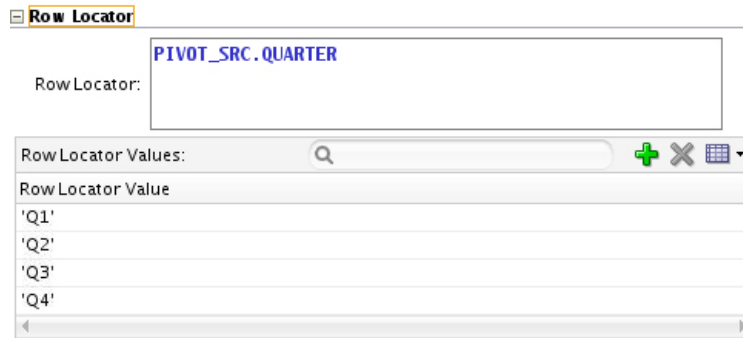 Row Locator
PIVOT_SRC.QUARTER
Row Locator:
Row Locator Values:
Row Locator Value
'Q1'
'Q2'
'Q3'
'Q4'